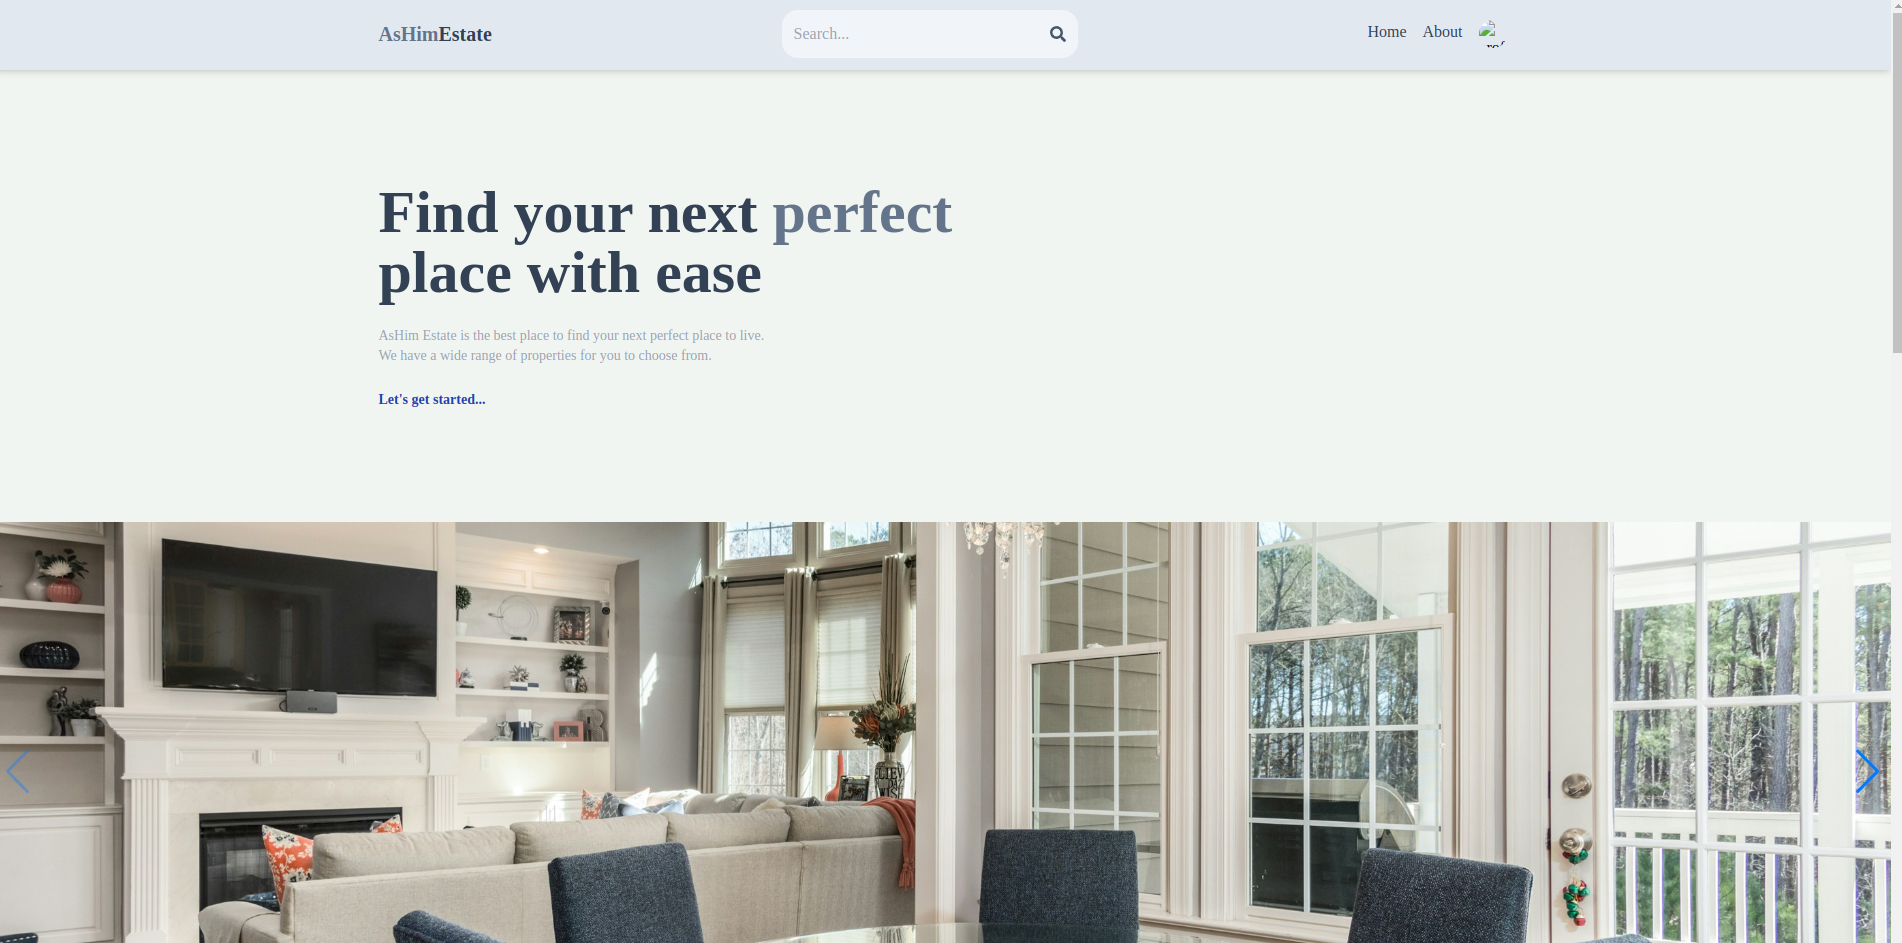 AsHimEstate
Search...
Home
About
Find your next perfect
place with ease
AsHim Estate is the best place to find your next perfect place to live.
We have a wide range of properties for you to choose from.
Let's get started...